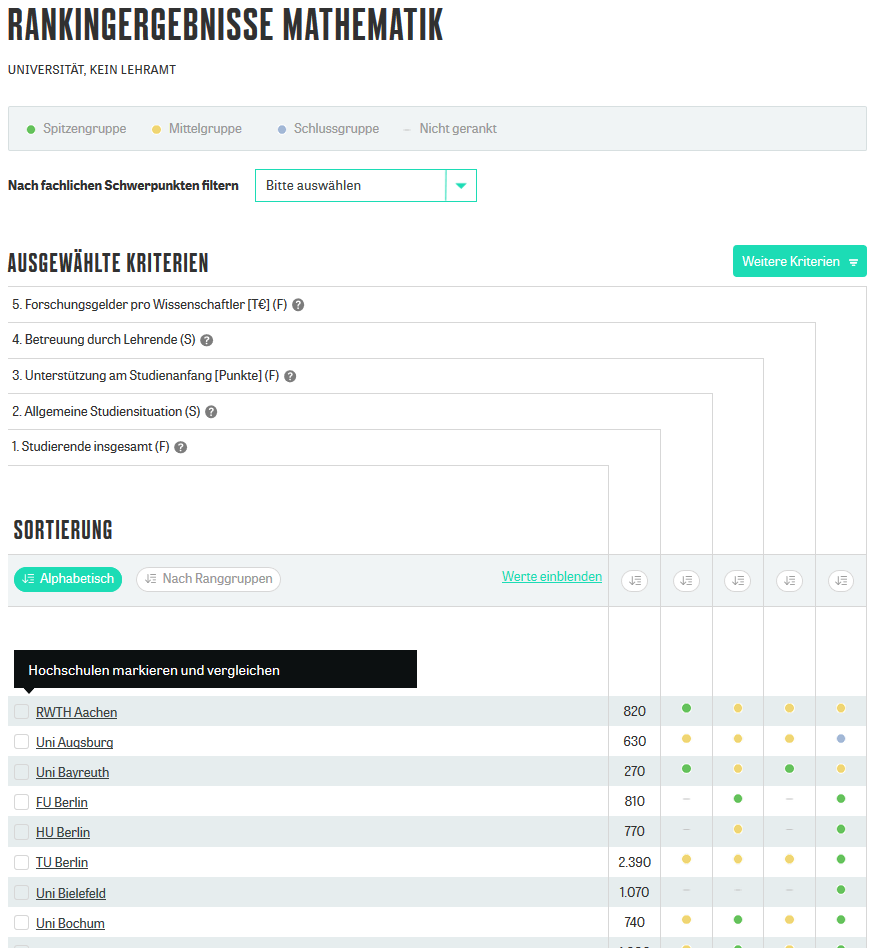 RANKINGERGEBNISSE MATHEMATIK
UNIVERSITÄT, KEIN LEHRAMT
Spitzengruppe Mittelgruppe Schlussgruppe – Nicht gerankt
Nach fachlichen Schwerpunkten filtern Bitte auswählen
AUSGEWÄHLTE KRITERIEN Weitere Kriterien
5. Forschungsgelder pro Wissenschaftler [T€] (F) ?
4. Betreuung durch Lehrende (S) ?
3. Unterstützung am Studienanfang [Punkte] (F) ?
2. Allgemeine Studiensituation (S) ?
1. Studierende insgesamt (F) ?
SORTIERUNG
Alphabetisch Nach Ranggruppen Werte einblenden
Hochschulen markieren und vergleichen
RWTH Aachen 820
Uni Augsburg 630
Uni Bayreuth 270
FU Berlin 810 – –
HU Berlin 770 – –
TU Berlin 2.390
Uni Bielefeld 1.070 – – –
Uni Bochum 740